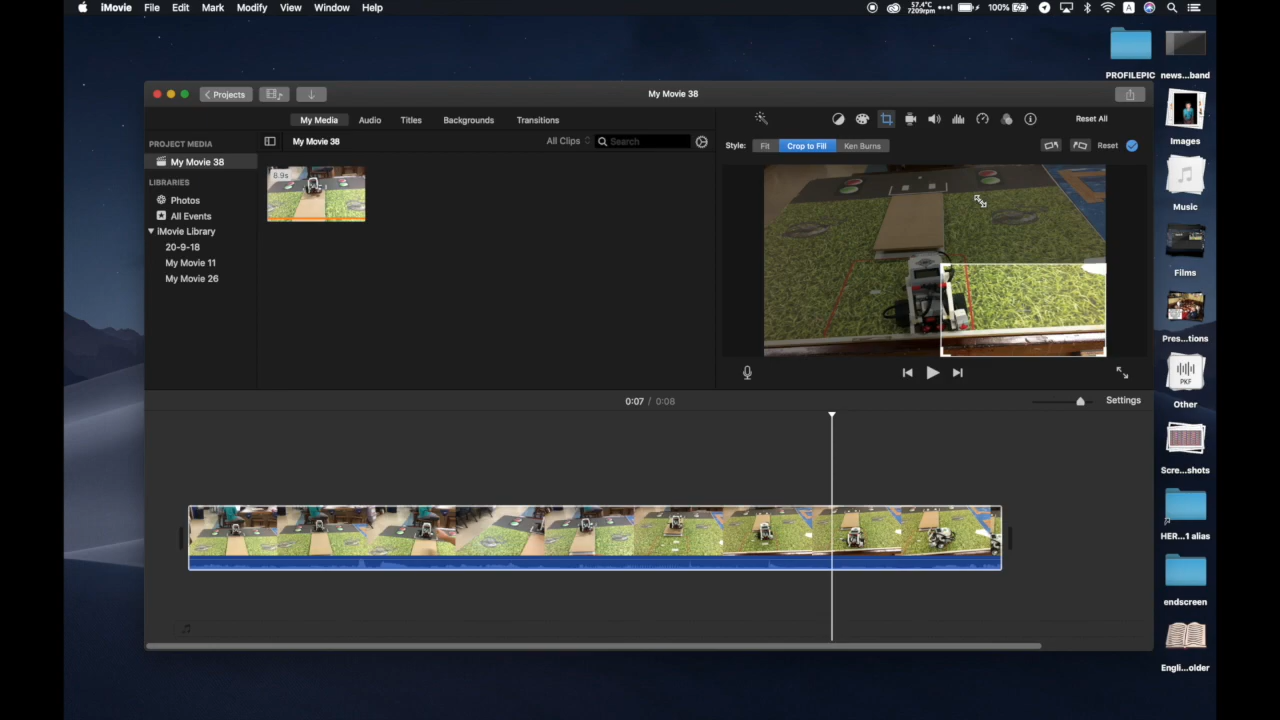 iMovie File Edit Mark Modify View Window Help
57.4°C
7209rpm
100%
A
PROFILEPIC
news...band
Projects
My Movie 38
My Media Audio Titles Backgrounds Transitions
Reset All
PROJECT MEDIA
My Movie 38
All Clips
Search
Style: Fit Crop to Fill Ken Burns
Reset
My Movie 38
LIBRARIES
Photos
All Events
iMovie Library
20-9-18
My Movie 11
My Movie 26
8.9s
Images
Music
Films
Pres...tions
PKF
Other
Scre...shots
HER...1 alias
endscreen
Engli...older
0:07 / 0:08
Settings